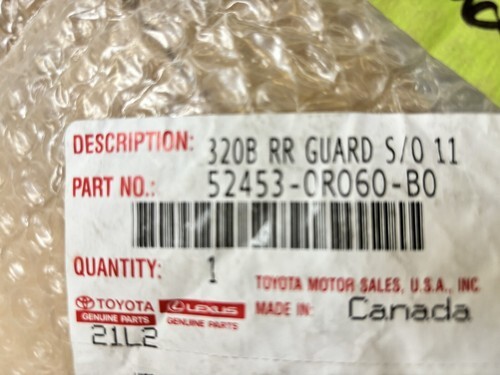 DESCRIPTION: 320B RR GUARD S/O 11
PART NO.: 52453-0R060-B0
QUANTITY: 1
TOYOTA MOTOR SALES, U.S.A., INC
TOYOTA LEXUS MADE IN: Canada
GENUINE PARTS GENUINE PARTS
21L2